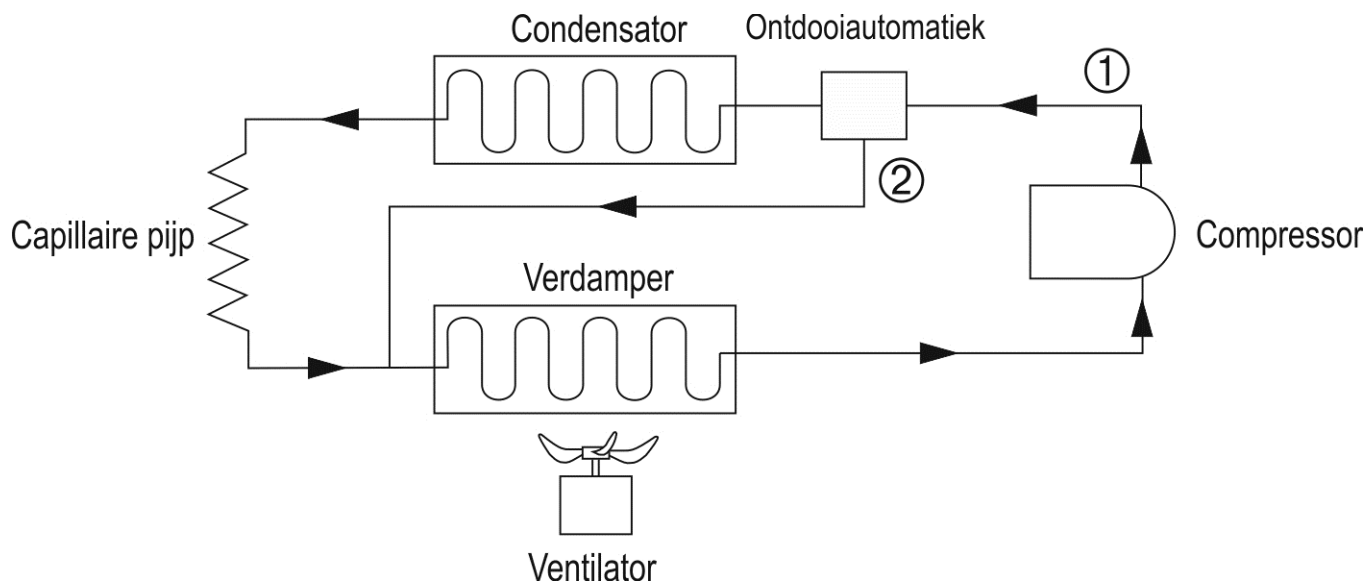 Condensator
Ontdooiautomatiek
①
②
Capillaire pijp
Compressor
Verdamper
Ventilator